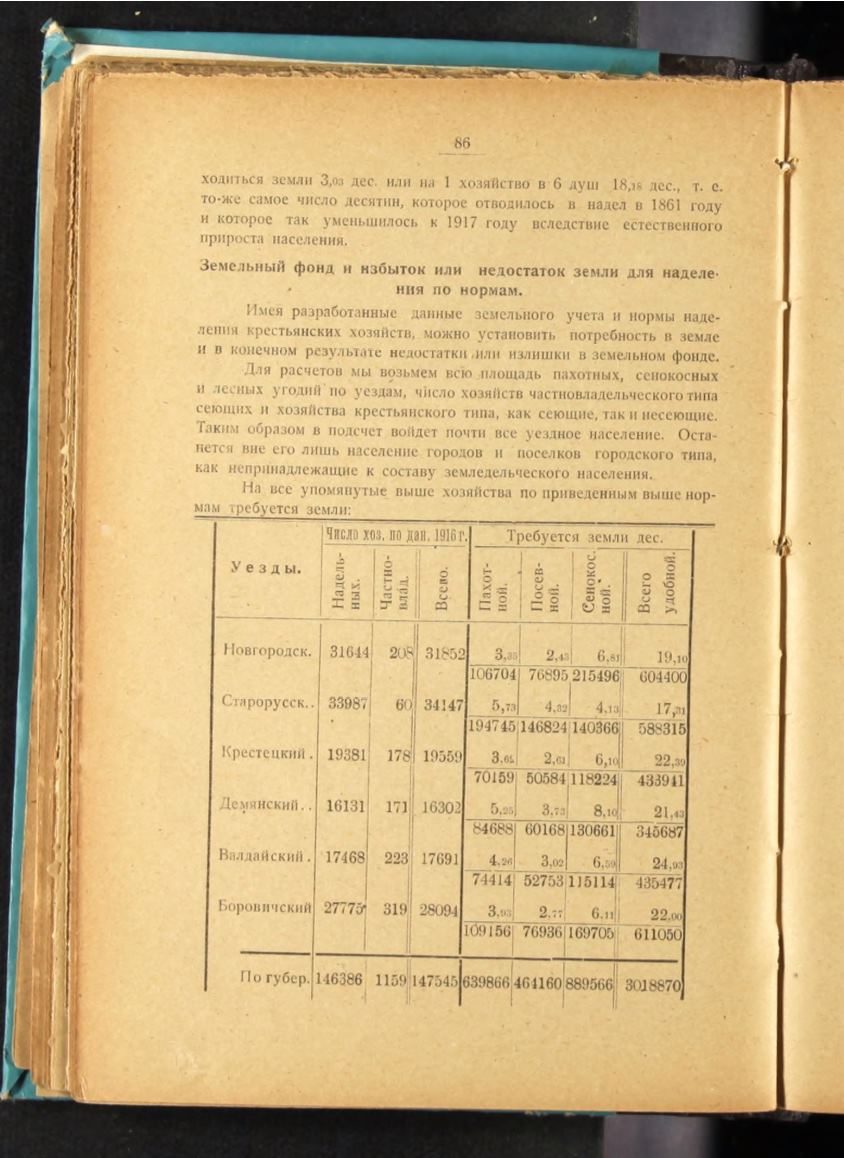 86
ходиться земли 3,03 дес. или на 1 хозяйство в 6 душ 18,18 дес., т. е.
то-же самое число десятин, которое отводилось в надел в 1861 году
и которое так уменьшилось к 1917 году вследствие естественного
прироста населения.
Земельный фонд и избыток или недостаток земли для наделе-
ния по нормам.
Имея разработанные данные земельного учета и нормы наде-
ления крестьянских хозяйств, можно установить потребность в земле
и в конечном результате недостатки или излишки в земельном фонде.
Для расчетов мы возьмем всю площадь пахотных, сенокосных
и лесных угодий по уездам, число хозяйств частновладельческого типа
сеющих и хозяйства крестьянского типа, как сеющие, так и несеющие.
Таким образом в подсчет войдет почти все уездное население. Оста-
нется вне его лишь население городов и поселков городского типа,
как непринадлежащие к составу земледельческого населения.
На все упомянутые выше хозяйства по приведенным выше нор-
мам требуется земли:
Уезды. Число хоз. по дан. 1916 г. Требуется земли дес.
Надель-ных. Частно-влад. Всего. Пахот-ной. Посев-ной. Сенокос.ной. Всего удобной.
Новгородск. 31644 208 31852 3,35 2,43 6,81 19,10
106704 76895 215496 604400
Старорусск.. 33987 60 34147 5,73 4,32 4,13 17,31
194745 146824 140366 588315
Крестецкий . 19381 178 19559 2,61 6,10 22,39
70159 50584 118224 433941
Демянский.. 16131 171 16302 5,25 3,73 8,10 21,43
84688 60168 130661 345687
Валдайский . 17468 223 17691 4,26 3,02 6,59 24,93
74414 52753 115114 435477
Боровичский 27775 319 28094 3,93 2,77 6,11 22,00
109156 76936 169705 611050
По губер. 146386 1159 147545 639866 464160 889566 3018870